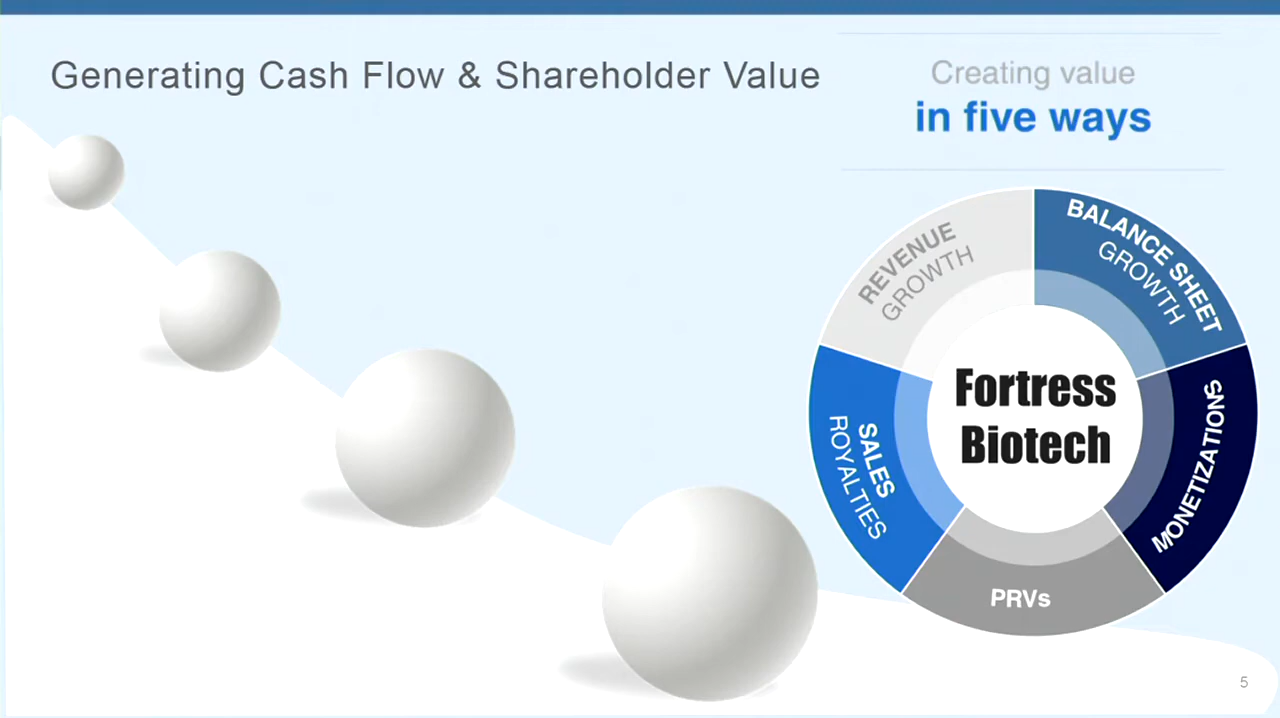 Generating Cash Flow & Shareholder Value
Creating value
in five ways
REVENUE
GROWTH
BALANCE SHEET
GROWTH
MONETIZATIONS
PRVs
SALES
ROYALTIES
Fortress
Biotech
5